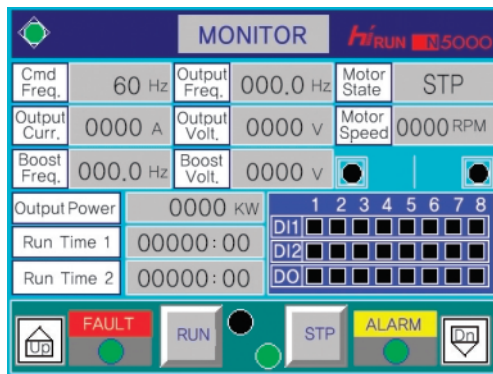 MONITOR
hiRUN N5000
Cmd Freq. 60 Hz Output Freq. 000.0 Hz Motor State STP
Output Curr. 0000 A Output Volt. 0000 V Motor Speed 0000 RPM
Boost Freq. 000.0 Hz Boost Volt. 0000 V
Output Power 0000 KW
1 2 3 4 5 6 7 8
Run Time 1 00000:00
DI1
DI2
Run Time 2 00000:00
DO
Up
FAULT
RUN
STP
ALARM
Dn